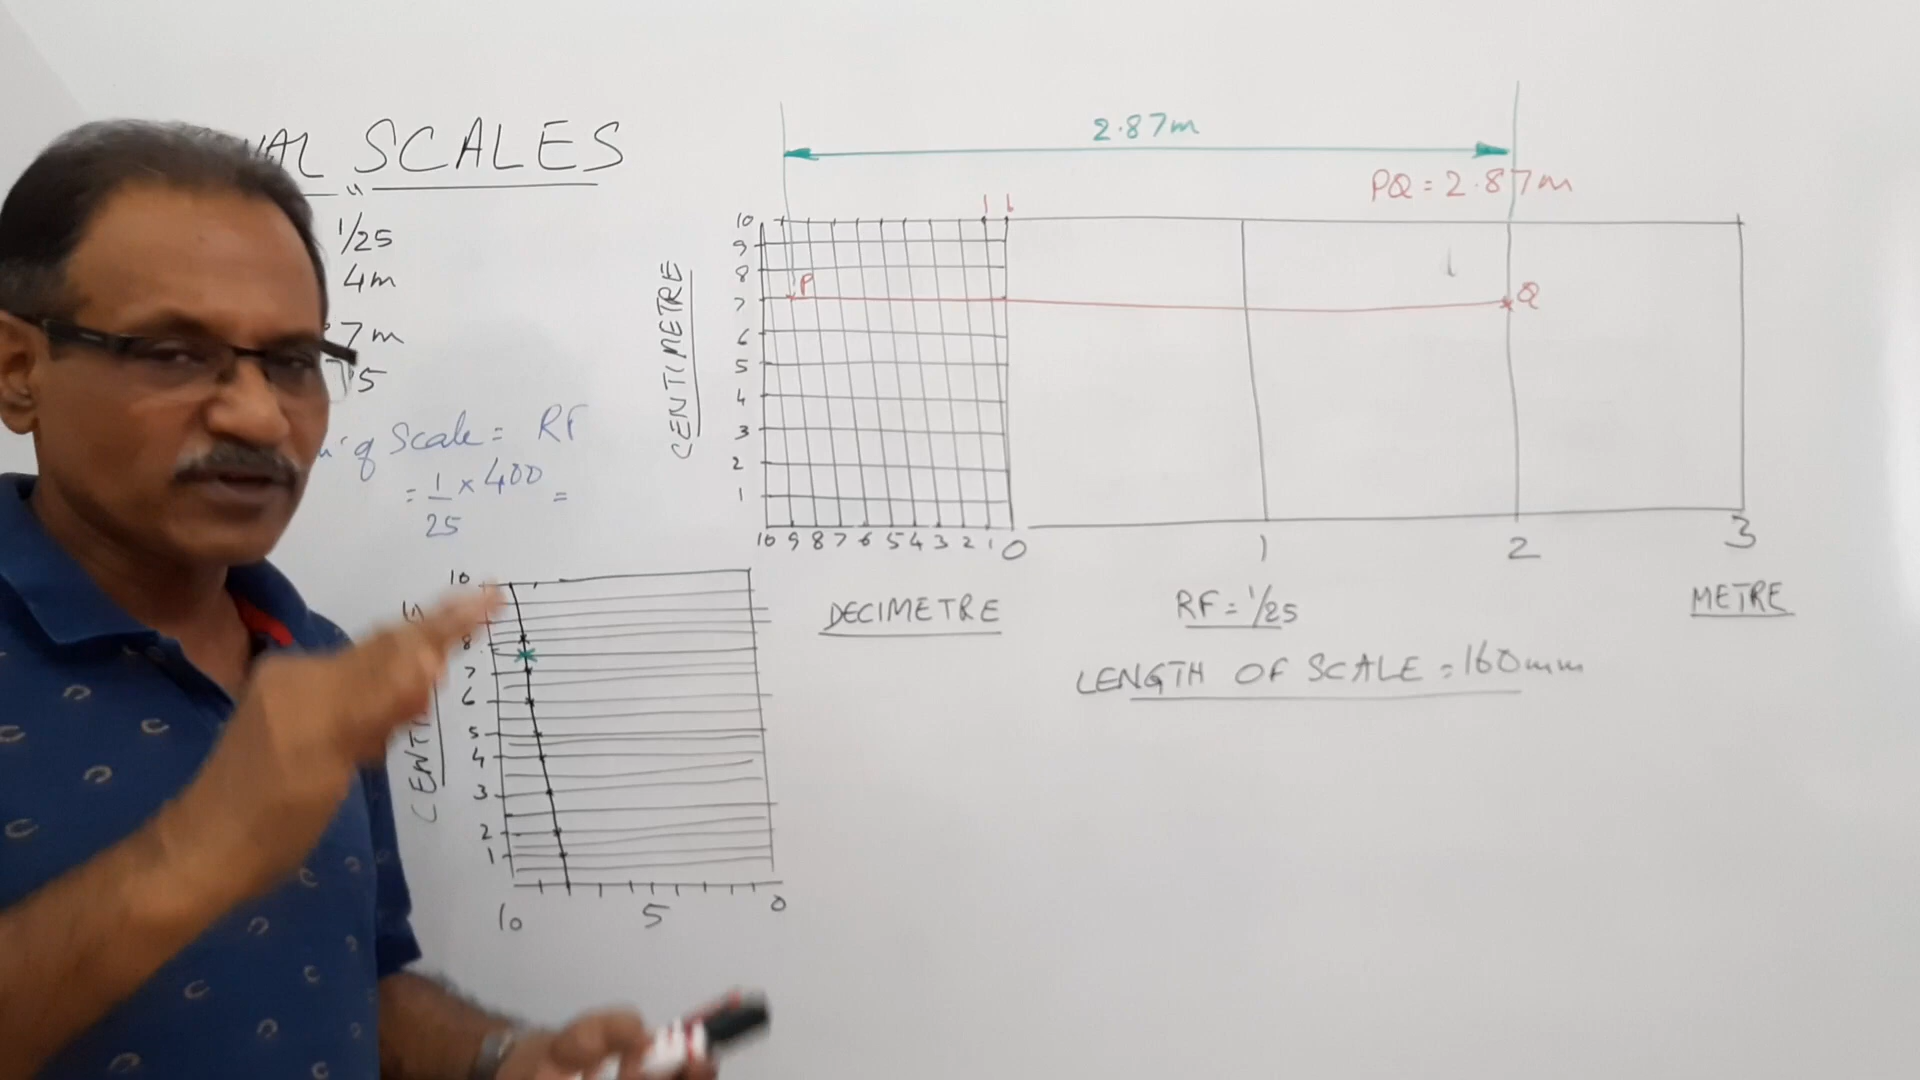 SCALES
1/25
4m
7m
5
of Scale = RF
= 1/25 × 400 =
2.87m
PQ = 2.87m
10
9
8
7
6
5
4
3
2
1
CENTIMETRE
P
Q
10 9 8 7 6 5 4 3 2 1 0
1
2
3
DECIMETRE
RF = 1/25
METRE
LENGTH OF SCALE = 160mm
10
8
7
6
5
4
3
2
1
10 5 0